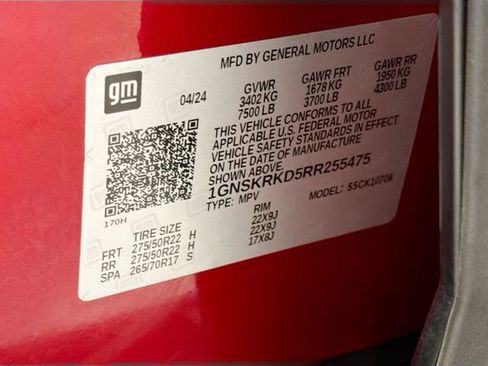 MFD BY GENERAL MOTORS LLC
gm
04/24
GVWR GAWR FRT GAWR RR
3402 KG 1678 KG 1950 KG
7500 LB 3700 LB 4300 LB
THIS VEHICLE CONFORMS TO ALL
APPLICABLE U.S. FEDERAL MOTOR
VEHICLE SAFETY STANDARDS IN EFFECT
ON THE DATE OF MANUFACTURE
SHOWN ABOVE.
1GNSKRKD5RR255475
TYPE: MPV MODEL: SSCK10706
170H
TIRE SIZE RIM
FRT 275/50R22 H 22X9J
RR 275/50R22 H 22X9J
SPA 265/70R17 S 17X8J